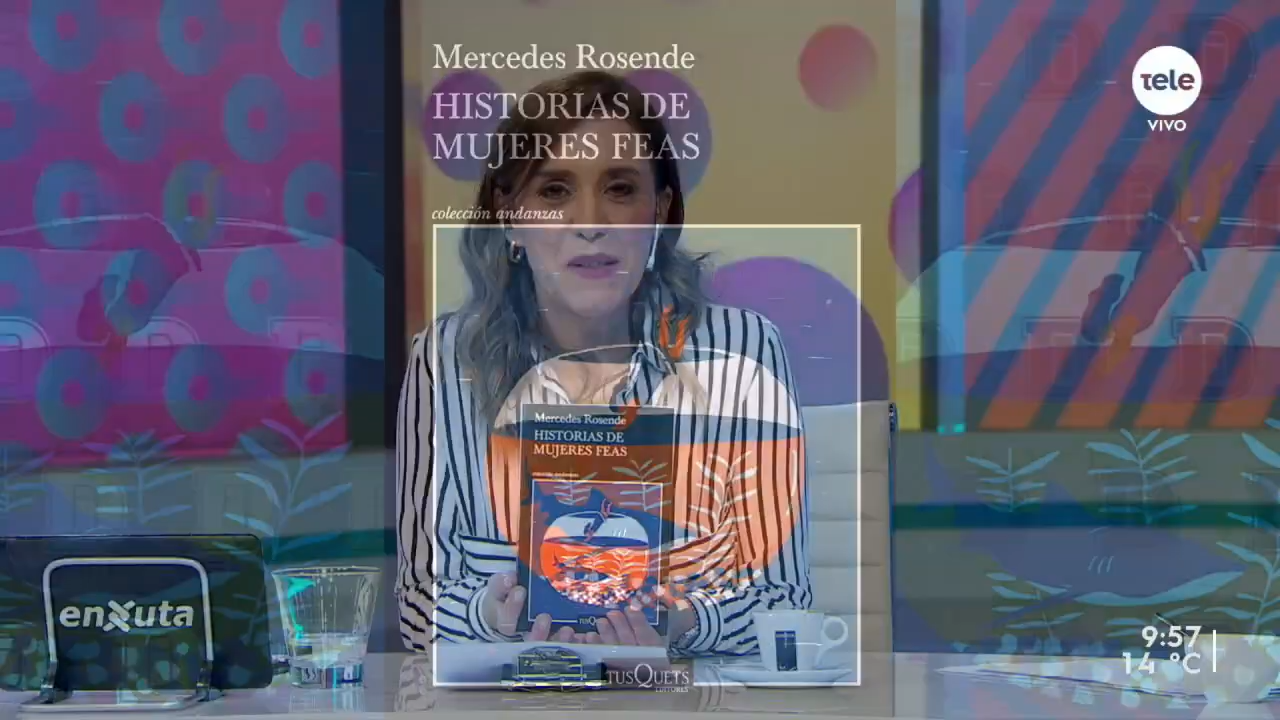 Mercedes Rosende
HISTORIAS DE
MUJERES FEAS
colección andanzas
tele
VIVO
Mercedes Rosende
HISTORIAS DE
MUJERES FEAS
enxuta
9:57
14 °C
TUSQUETS
EDITORES